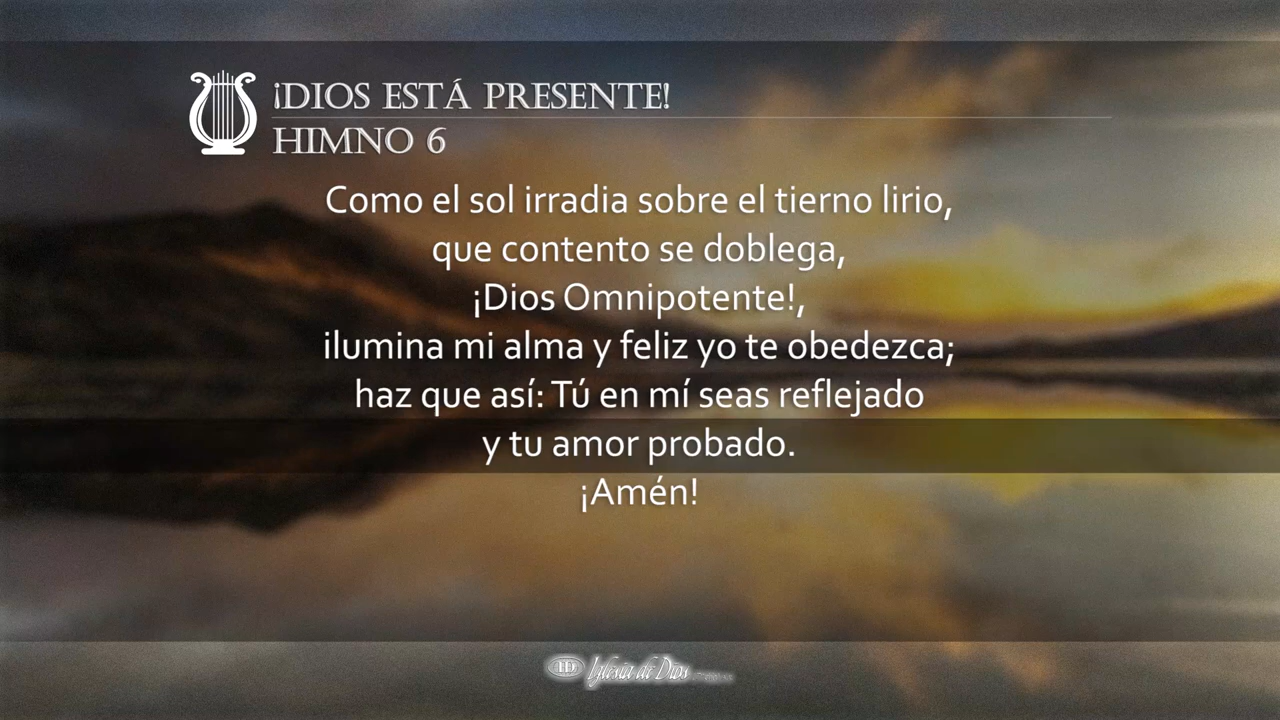 ¡DIOS ESTÁ PRESENTE!
HIMNO 6
Como el sol irradia sobre el tierno lirio,
que contento se doblega,
¡Dios Omnipotente!,
ilumina mi alma y feliz yo te obedezca;
haz que así: Tú en mí seas reflejado
y tu amor probado.
¡Amén!
ID Iglesia de Dios